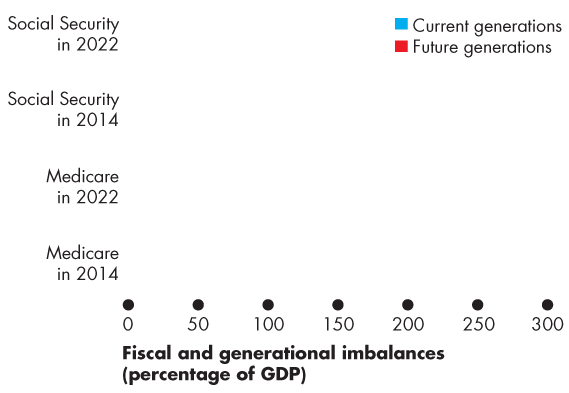 Social Security
in 2022
Current generations
Future generations
Social Security
in 2014
Medicare
in 2022
Medicare
in 2014
0 50 100 150 200 250 300
Fiscal and generational imbalances
(percentage of GDP)